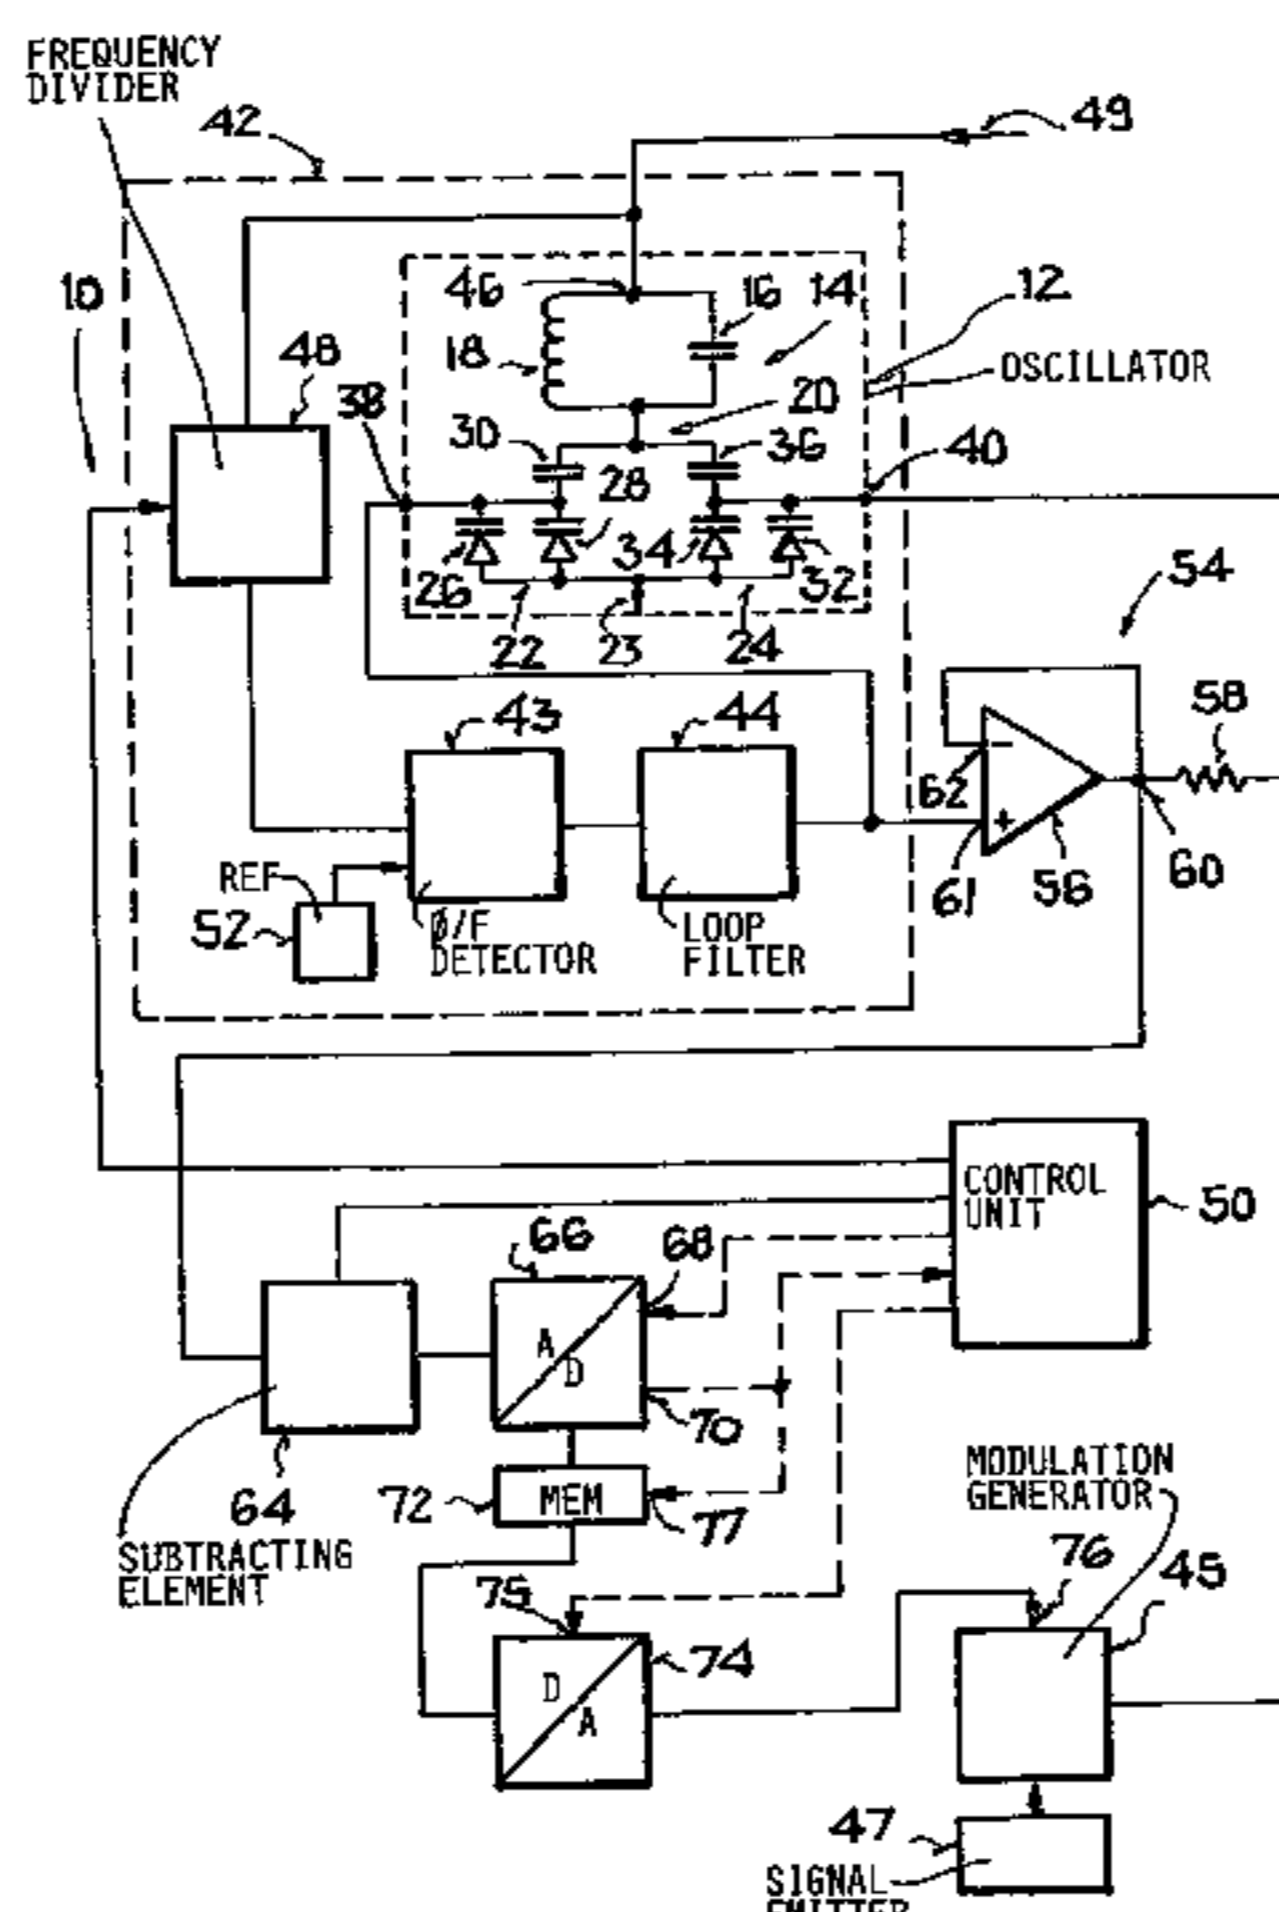 FREQUENCY
DIVIDER
42
49
10
46
16
14
12
18
OSCILLATOR
48
38
20
30
36
40
28
34
26
32
54
22
23
24
43
44
58
62
+
61
56
60
REF
52
Ø/F
DETECTOR
LOOP
FILTER
CONTROL
UNIT
50
66
68
A
D
70
64
SUBTRACTING
ELEMENT
72
MEM
77
MODULATION
GENERATOR
76
45
75
74
D
A
47
SIGNAL
EMITTER